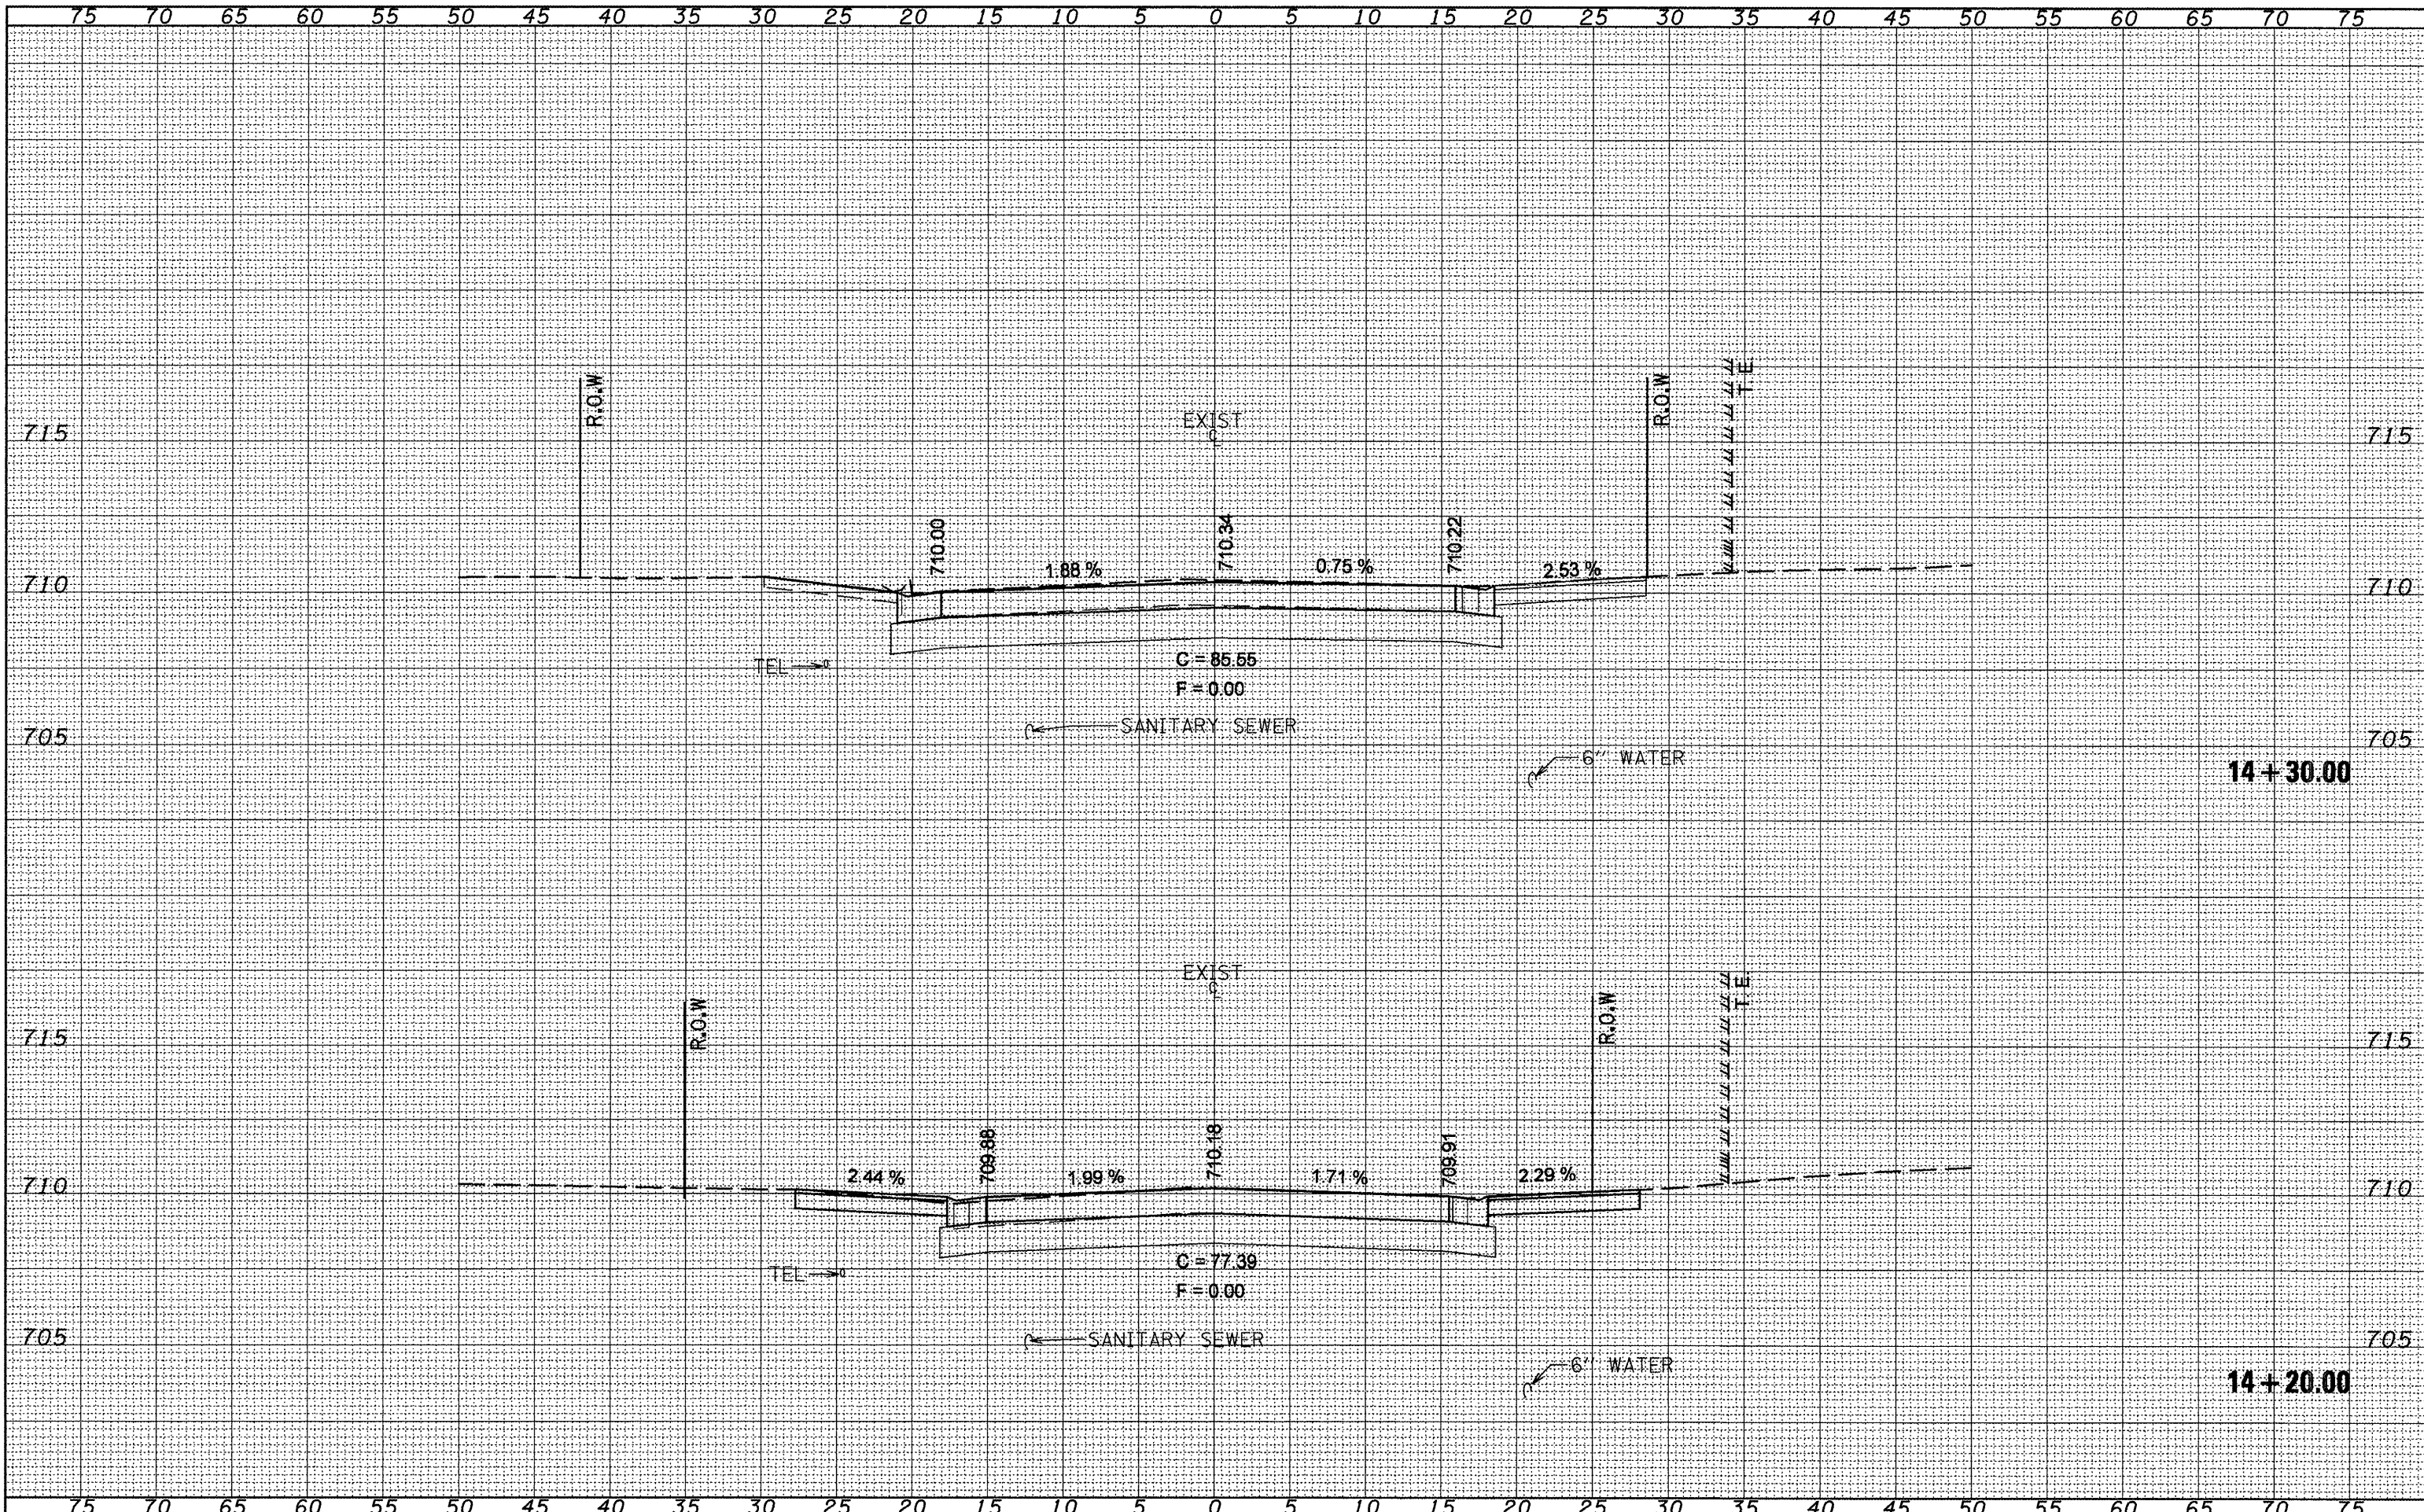 75 70 65 60 55 50 45 40 35 30 25 20 15 10 5 0 5 10 15 20 25 30 35 40 45 50 55 60 65 70 75
R.O.W
R.O.W
T.E.
EXIST
℄
715
715
710.00
710.34
710.22
1.88 %
0.75 %
2.53 %
710
710
C = 85.55
TEL
F = 0.00
SANITARY SEWER
705
705
6" WATER
14 + 30.00
EXIST
℄
T.E.
R.O.W
R.O.W
715
715
709.88
710.18
709.91
2.44 %
1.99 %
1.71 %
2.29 %
710
710
C = 77.39
TEL
F = 0.00
SANITARY SEWER
705
705
6" WATER
14 + 20.00
75 70 65 60 55 50 45 40 35 30 25 20 15 10 5 0 5 10 15 20 25 30 35 40 45 50 55 60 65 70 75